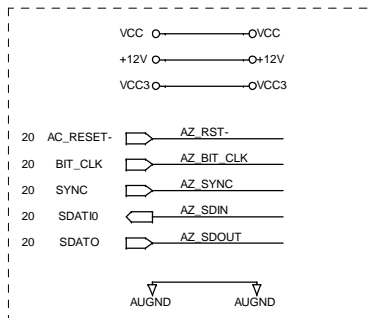 VCC VCC
+12V +12V
VCC3 VCC3
20 AC_RESET- AZ_RST-
20 BIT_CLK AZ_BIT_CLK
20 SYNC AZ_SYNC
20 SDATI0 AZ_SDIN
20 SDATO AZ_SDOUT
AUGND AUGND